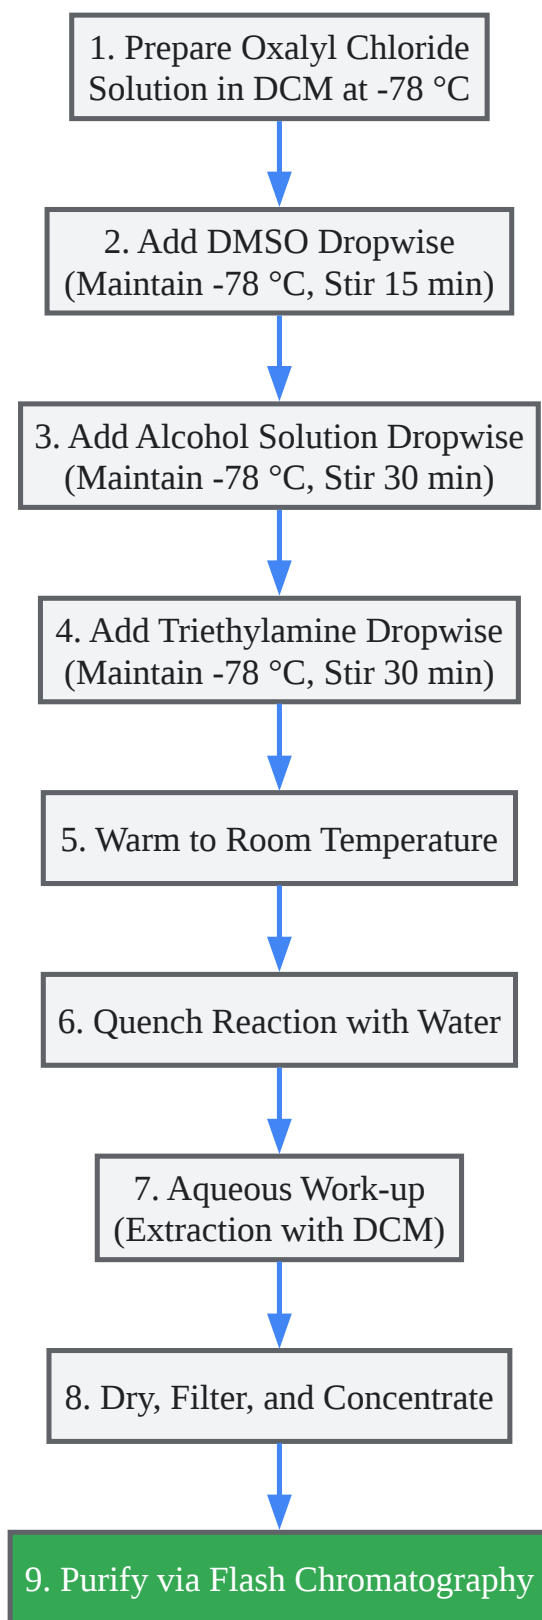 1. Prepare Oxalyl Chloride
Solution in DCM at -78 °C
2. Add DMSO Dropwise
(Maintain -78 °C, Stir 15 min)
3. Add Alcohol Solution Dropwise
(Maintain -78 °C, Stir 30 min)
4. Add Triethylamine Dropwise
(Maintain -78 °C, Stir 30 min)
5. Warm to Room Temperature
6. Quench Reaction with Water
7. Aqueous Work-up
(Extraction with DCM)
8. Dry, Filter, and Concentrate
9. Purify via Flash Chromatography